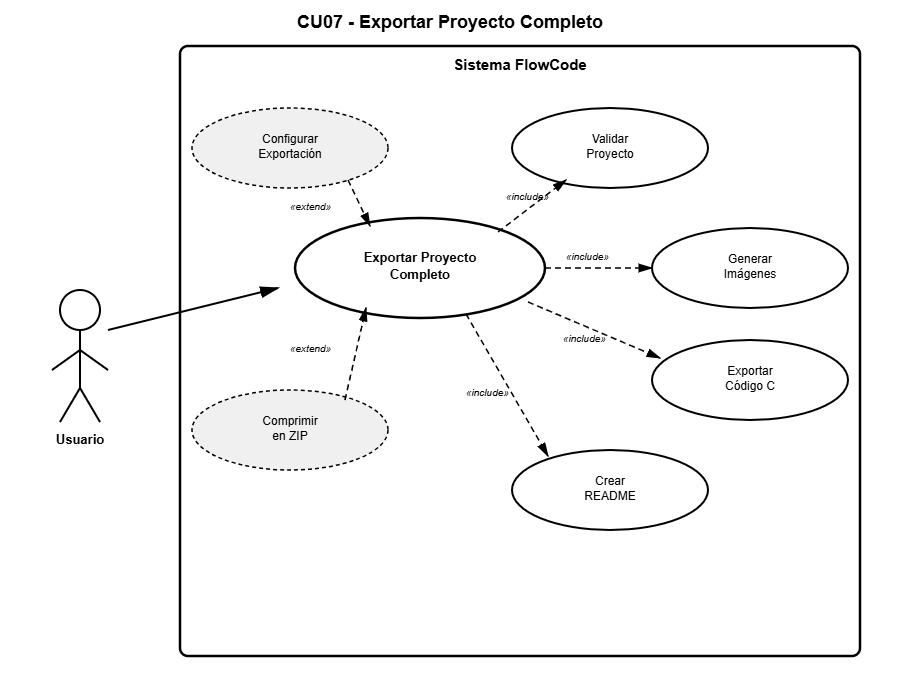 CU07 - Exportar Proyecto Completo
Sistema FlowCode
Configurar
Exportación
Validar
Proyecto
«extend»
«include»
Exportar Proyecto
Completo
«include»
Generar
Imágenes
«include»
«extend»
Exportar
Código C
«include»
Comprimir
en ZIP
Usuario
Crear
README